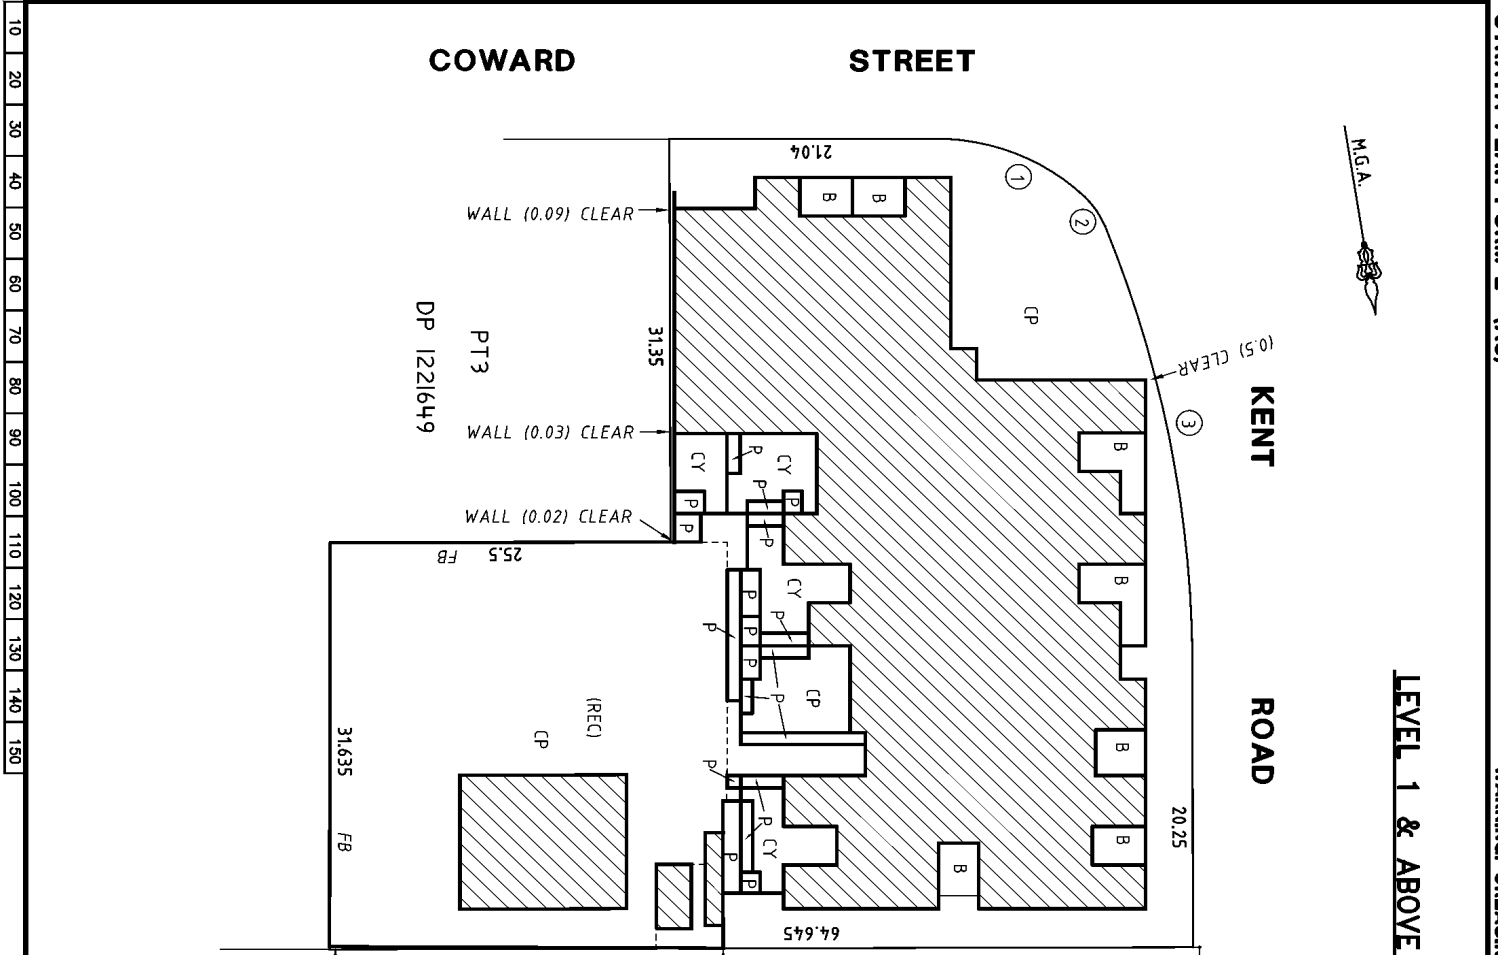 COWARD STREET
10
20
30
40
50
60
70
80
90
100
110
120
130
140
150
M.G.A.
21.04
1
2
3
B
B
WALL (0.09) CLEAR
CP
(0.5) CLEAR
KENT ROAD
31.35
PT3
DP 1221649
WALL (0.03) CLEAR
CY
P
CY
B
P
P
P
P
P
WALL (0.02) CLEAR
25.5
FB
CY
B
P
P
P
P
P
P
CP
(REC)
CP
B
31.635
FB
P
P
CY
P
P
B
B
20.25
64.645
LEVEL 1 & ABOVE